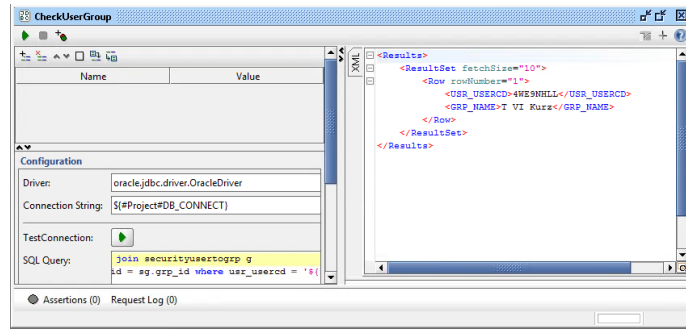 CheckUserGroup
Name Value
Configuration
Driver: oracle.jdbc.driver.OracleDriver
Connection String: ${#Project#DB_CONNECT}
TestConnection:
SQL Query: join securityusertogrp g
id = sg.grp_id where usr_usercd = '${
XML
<Results>
<ResultSet fetchSize="10">
<Row rowNumber="1">
<USR_USERCD>4WE9NHLL</USR_USERCD>
<GRP_NAME>T VI Kurz</GRP_NAME>
</Row>
</ResultSet>
</Results>
Assertions (0) Request Log (0)